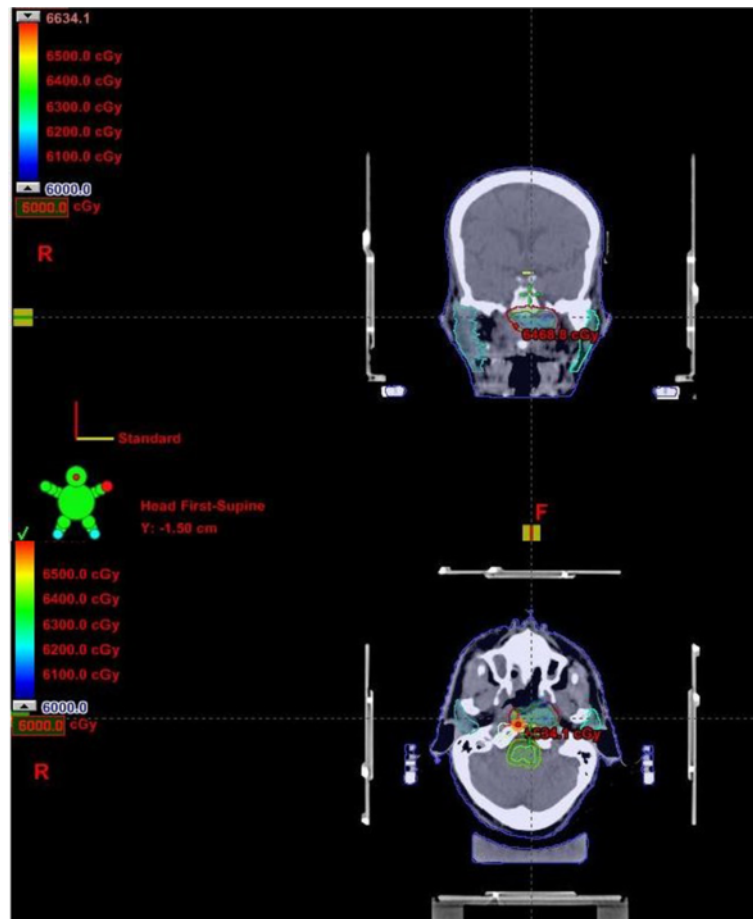 6634.1
6500.0 cGy
6400.0 cGy
6300.0 cGy
6200.0 cGy
6100.0 cGy
6000.0
6000.0 cGy
R
6468.8 cGy
Standard
Head First-Supine
Y: -1.50 cm
F
6500.0 cGy
6400.0 cGy
6300.0 cGy
6200.0 cGy
6100.0 cGy
6000.0
6000.0 cGy
R